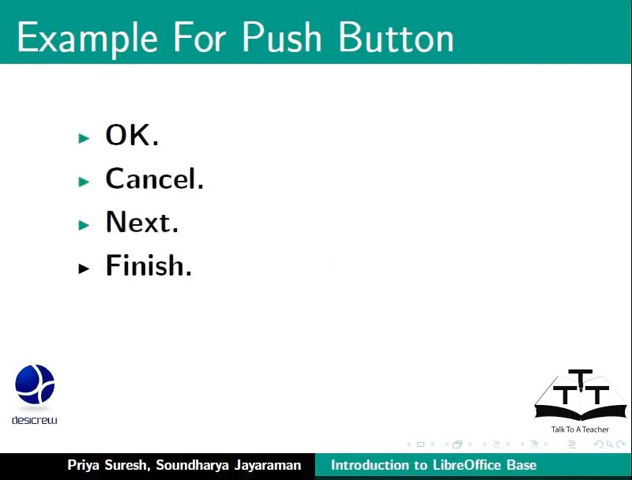 Example For Push Button
OK.
Cancel.
Next.
Finish.
desicrew
T
T T
Talk To A Teacher
Priya Suresh, Soundharya Jayaraman
Introduction to LibreOffice Base